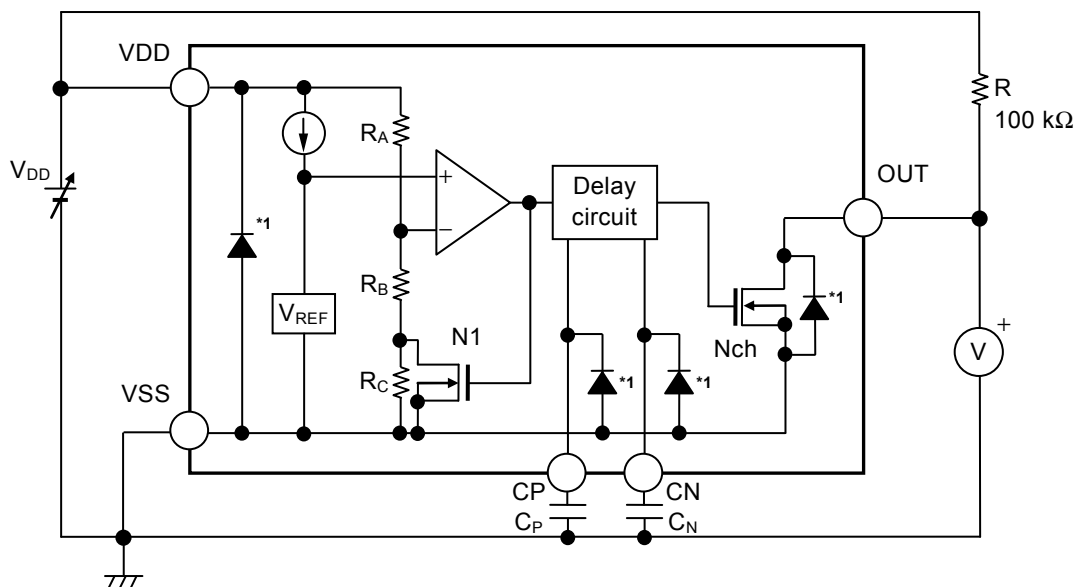 VDD
R
100 kΩ
RA
VDD
*1
+
−
Delay
circuit
OUT
RB
VREF
N1
*1
Nch
+
V
VSS
RC
*1
*1
CP
CN
CP
CN